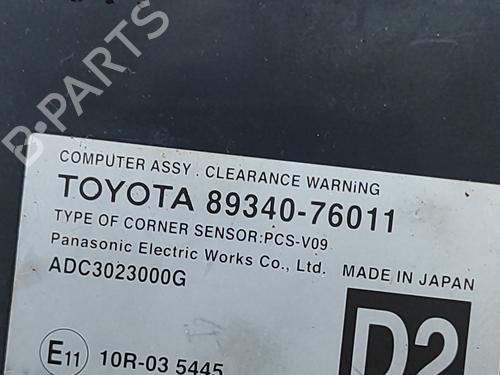 B-PARTS
COMPUTER ASSY . CLEARANCE WARNiNG
TOYOTA 89340-76011
TYPE OF CORNER SENSOR:PCS-V09
Panasonic Electric Works Co., Ltd. MADE IN JAPAN
ADC3023000G
D2
E11 10R-03 5445